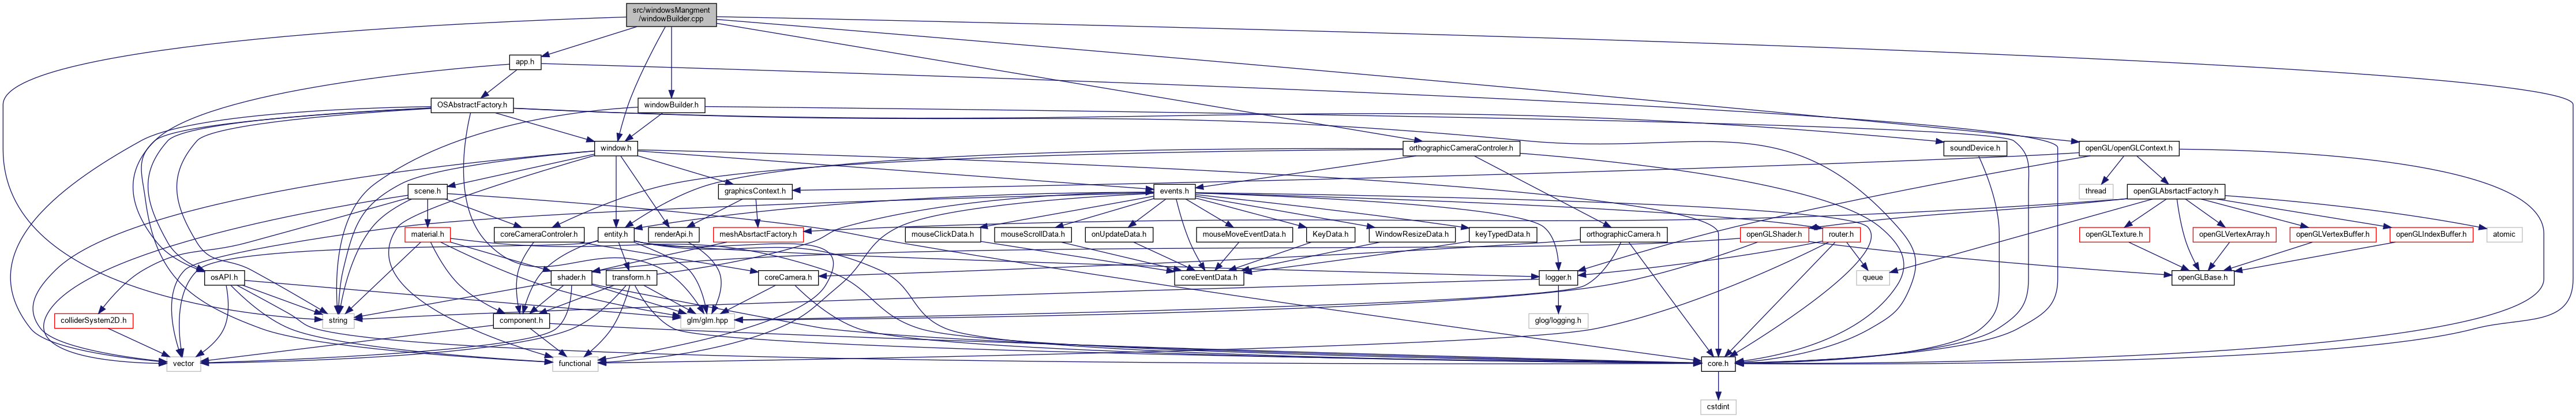 src/windowsMangment
/windowBuilder.cpp
app.h
OSAbstractFactory.h
windowBuilder.h
window.h
orthographicCameraControler.h
soundDevice.h
openGL/openGLContext.h
scene.h
graphicsContext.h
events.h
thread
openGLAbsrtactFactory.h
material.h
coreCameraControler.h
entity.h
renderApi.h
meshAbsrtactFactory.h
mouseClickData.h
mouseScrollData.h
onUpdateData.h
mouseMoveEventData.h
KeyData.h
WindowResizeData.h
keyTypedData.h
orthographicCamera.h
openGLShader.h
router.h
openGLTexture.h
openGLVertexArray.h
openGLVertexBuffer.h
openGLIndexBuffer.h
atomic
osAPI.h
shader.h
transform.h
coreCamera.h
coreEventData.h
logger.h
queue
openGLBase.h
colliderSystem2D.h
string
component.h
glm/glm.hpp
glog/logging.h
vector
functional
core.h
cstdint